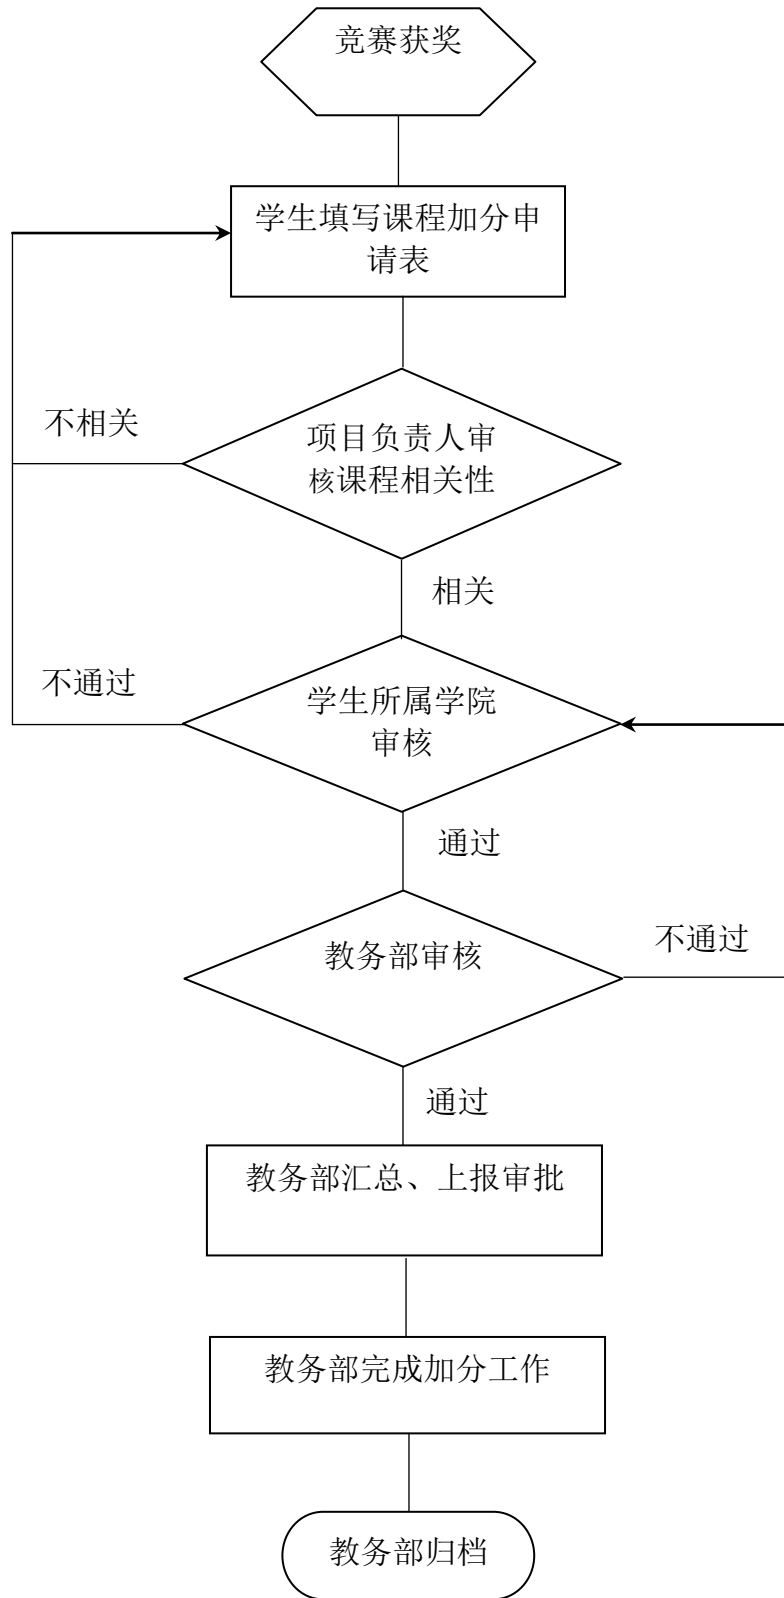 竞赛获奖
学生填写课程加分申
请表
不相关
项目负责人审
核课程相关性
相关
不通过
学生所属学院
审核
通过
教务部审核
不通过
通过
教务部汇总、上报审批
教务部完成加分工作
教务部归档